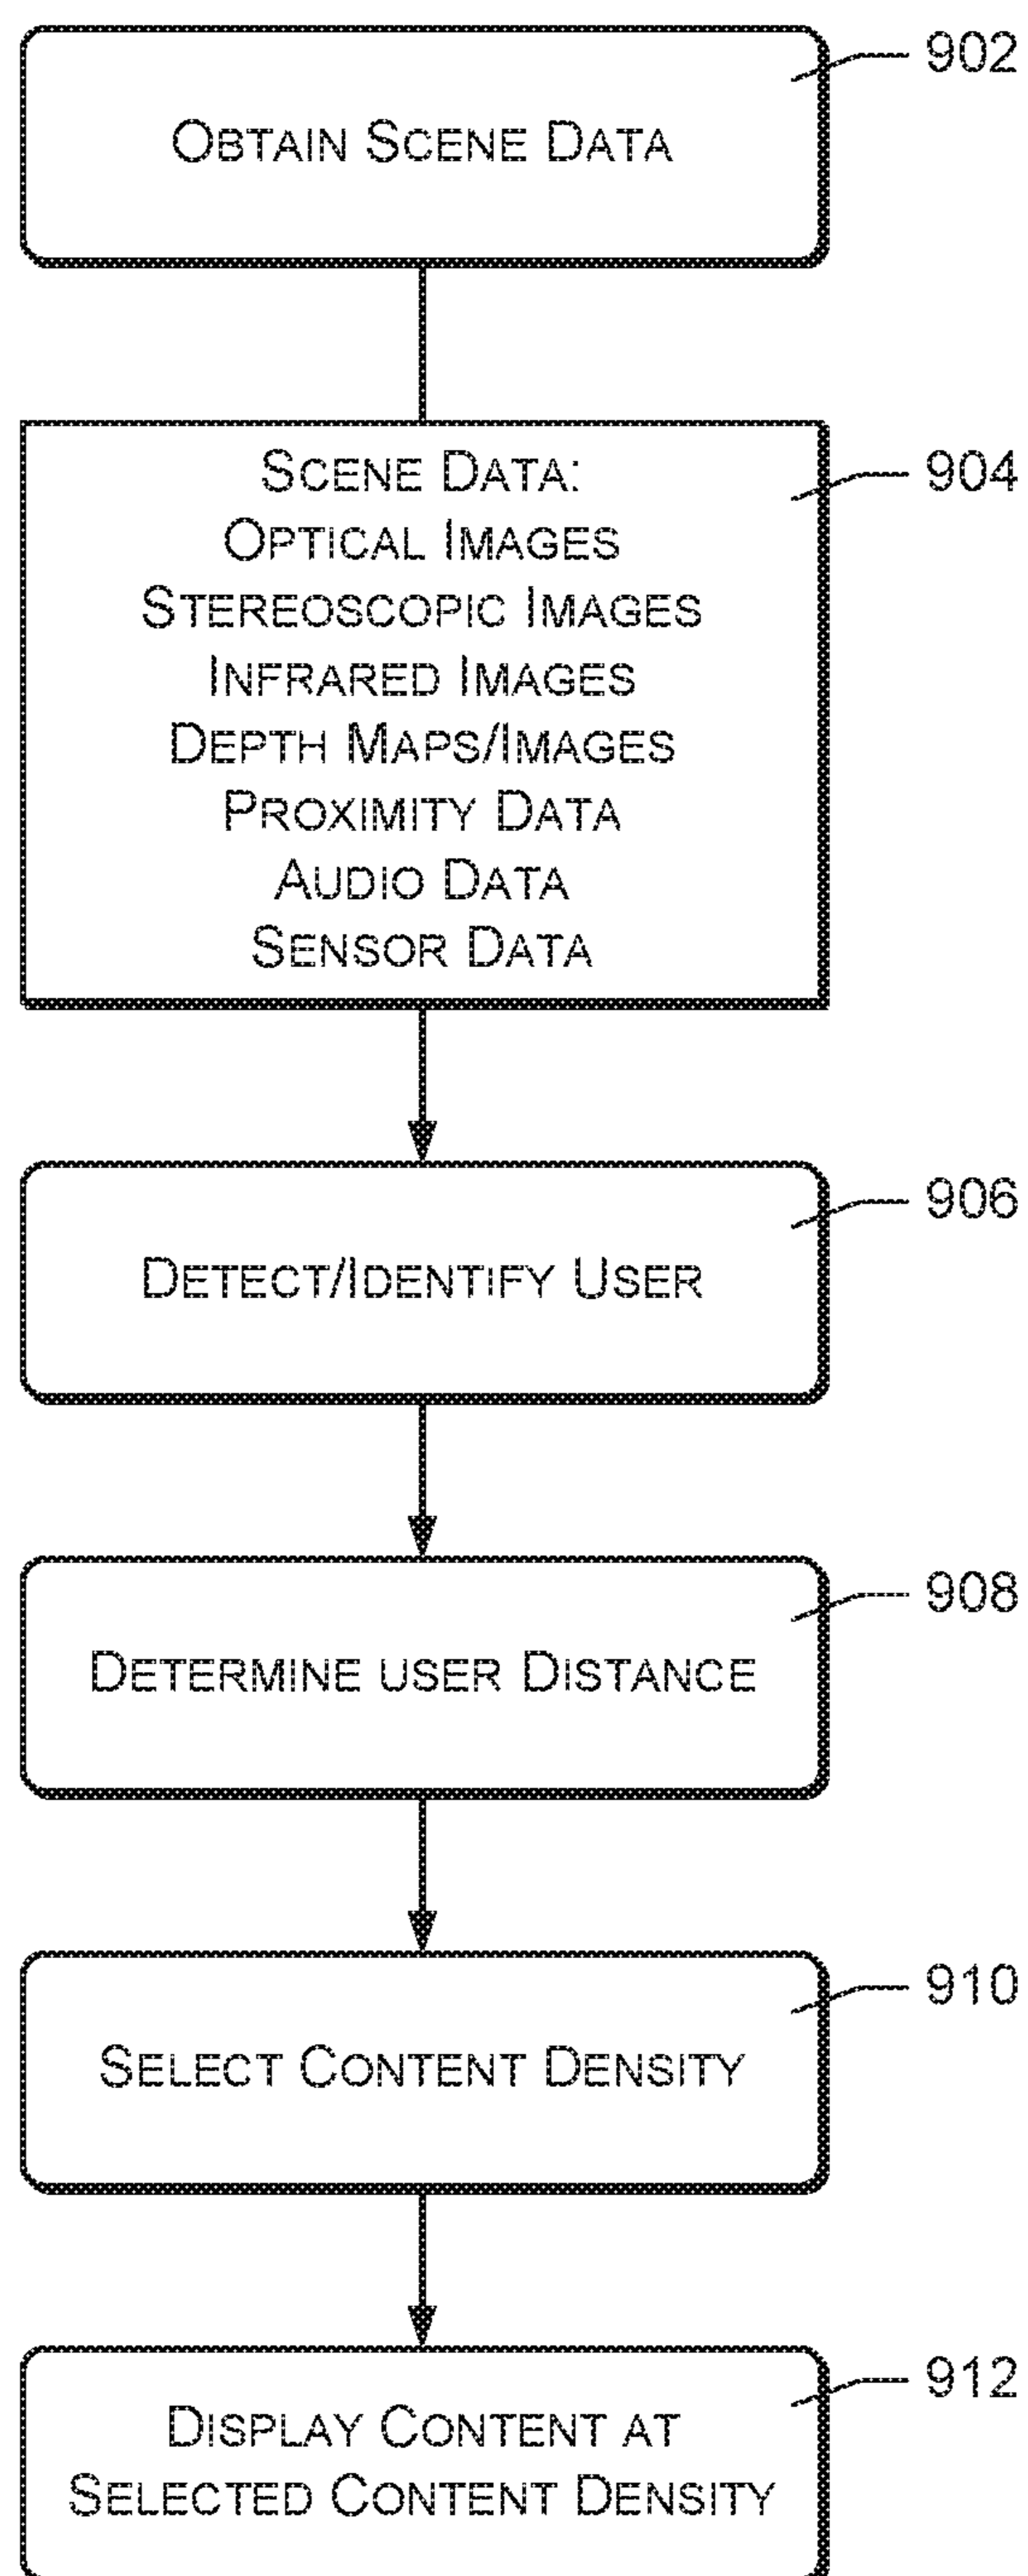 OBTAIN SCENE DATA
902
SCENE DATA:
904
OPTICAL IMAGES
STEREOSCOPIC IMAGES
INFRARED IMAGES
DEPTH MAPS/IMAGES
PROXIMITY DATA
AUDIO DATA
SENSOR DATA
906
DETECT/IDENTIFY USER
908
DETERMINE USER DISTANCE
910
SELECT CONTENT DENSITY
912
DISPLAY CONTENT AT
SELECTED CONTENT DENSITY